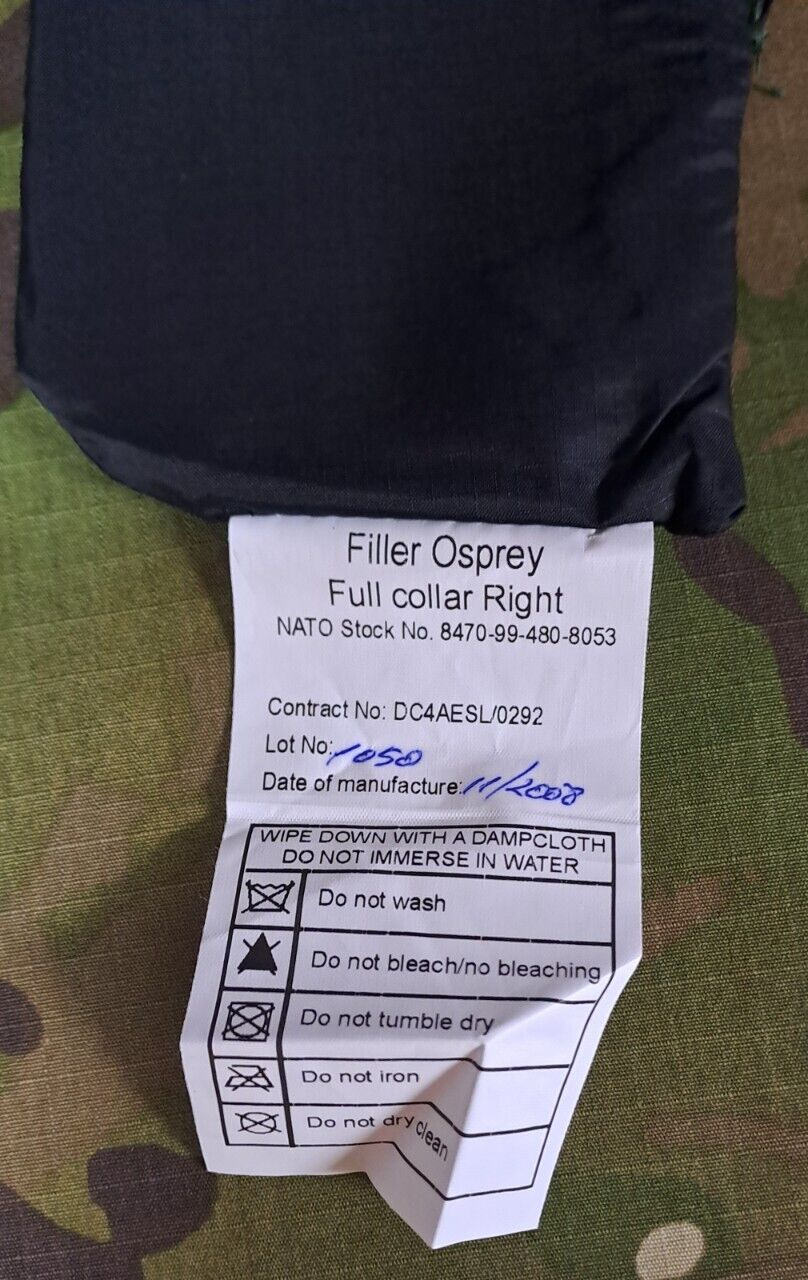 Filler Osprey
Full collar Right
NATO Stock No. 8470-99-480-8053
Contract No: DC4AESL/0292
Lot No: 1050
Date of manufacture: 11/2008
WIPE DOWN WITH A DAMPCLOTH
DO NOT IMMERSE IN WATER
Do not wash
Do not bleach/no bleaching
Do not tumble dry
Do not iron
Do not dry clean